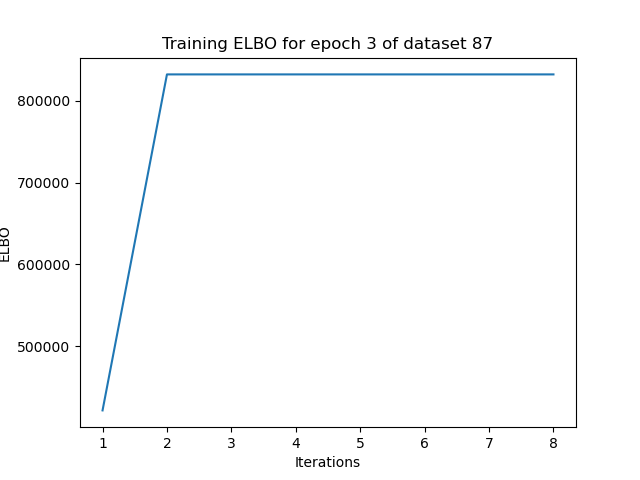 Training ELBO for epoch 3 of dataset 87
800000
700000
600000
500000
ELBO
1 2 3 4 5 6 7 8
Iterations